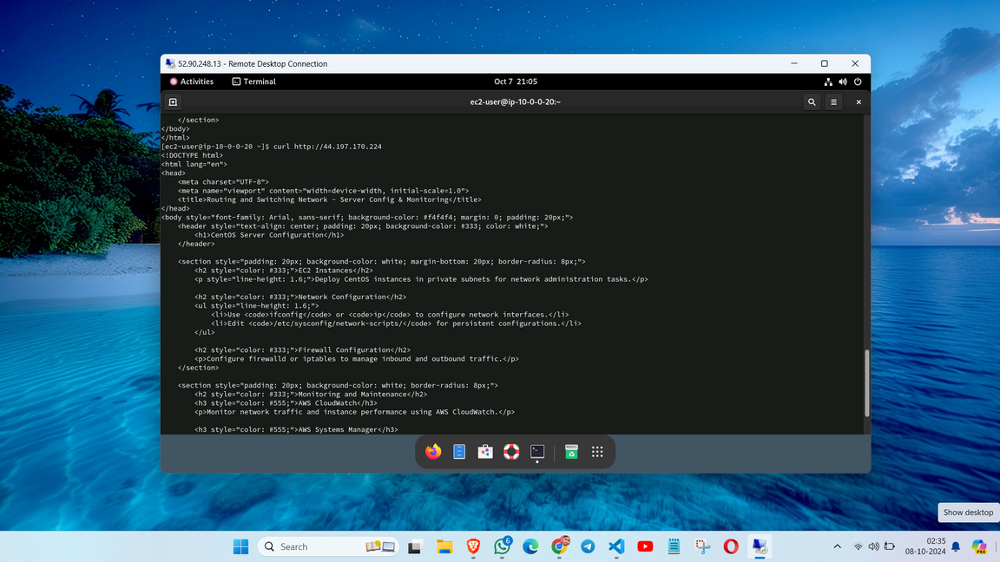 52.90.248.13 - Remote Desktop Connection
Activities
Terminal
Oct 7 21:05
ec2-user@ip-10-0-0-20:~
    </section>
</body>
</html>
[ec2-user@ip-10-0-0-20 ~]$ curl http://44.197.170.224
<!DOCTYPE html>
<html lang="en">
<head>
    <meta charset="UTF-8">
    <meta name="viewport" content="width=device-width, initial-scale=1.0">
    <title>Routing and Switching Network - Server Config & Monitoring</title>
</head>
<body style="font-family: Arial, sans-serif; background-color: #f4f4f4; margin: 0; padding: 20px;">
    <header style="text-align: center; padding: 20px; background-color: #333; color: white;">
        <h1>CentOS Server Configuration</h1>
    </header>
    <section style="padding: 20px; background-color: white; margin-bottom: 20px; border-radius: 8px;">
        <h2 style="color: #333;">EC2 Instances</h2>
        <p style="line-height: 1.6;">Deploy CentOS instances in private subnets for network administration tasks.</p>
        <h2 style="color: #333;">Network Configuration</h2>
        <ul style="line-height: 1.6;">
            <li>Use <code>ifconfig</code> or <code>ip</code> to configure network interfaces.</li>
            <li>Edit <code>/etc/sysconfig/network-scripts/</code> for persistent configurations.</li>
        </ul>
        <h2 style="color: #333;">Firewall Configuration</h2>
        <p>Configure firewalld or iptables to manage inbound and outbound traffic.</p>
    </section>
    <section style="padding: 20px; background-color: white; border-radius: 8px;">
        <h2 style="color: #333;">Monitoring and Maintenance</h2>
        <h3 style="color: #555;">AWS CloudWatch</h3>
        <p>Monitor network traffic and instance performance using AWS CloudWatch.</p>
        <h3 style="color: #555;">AWS Systems Manager</h3>
Show desktop
Search
6
02:35
08-10-2024
PRE